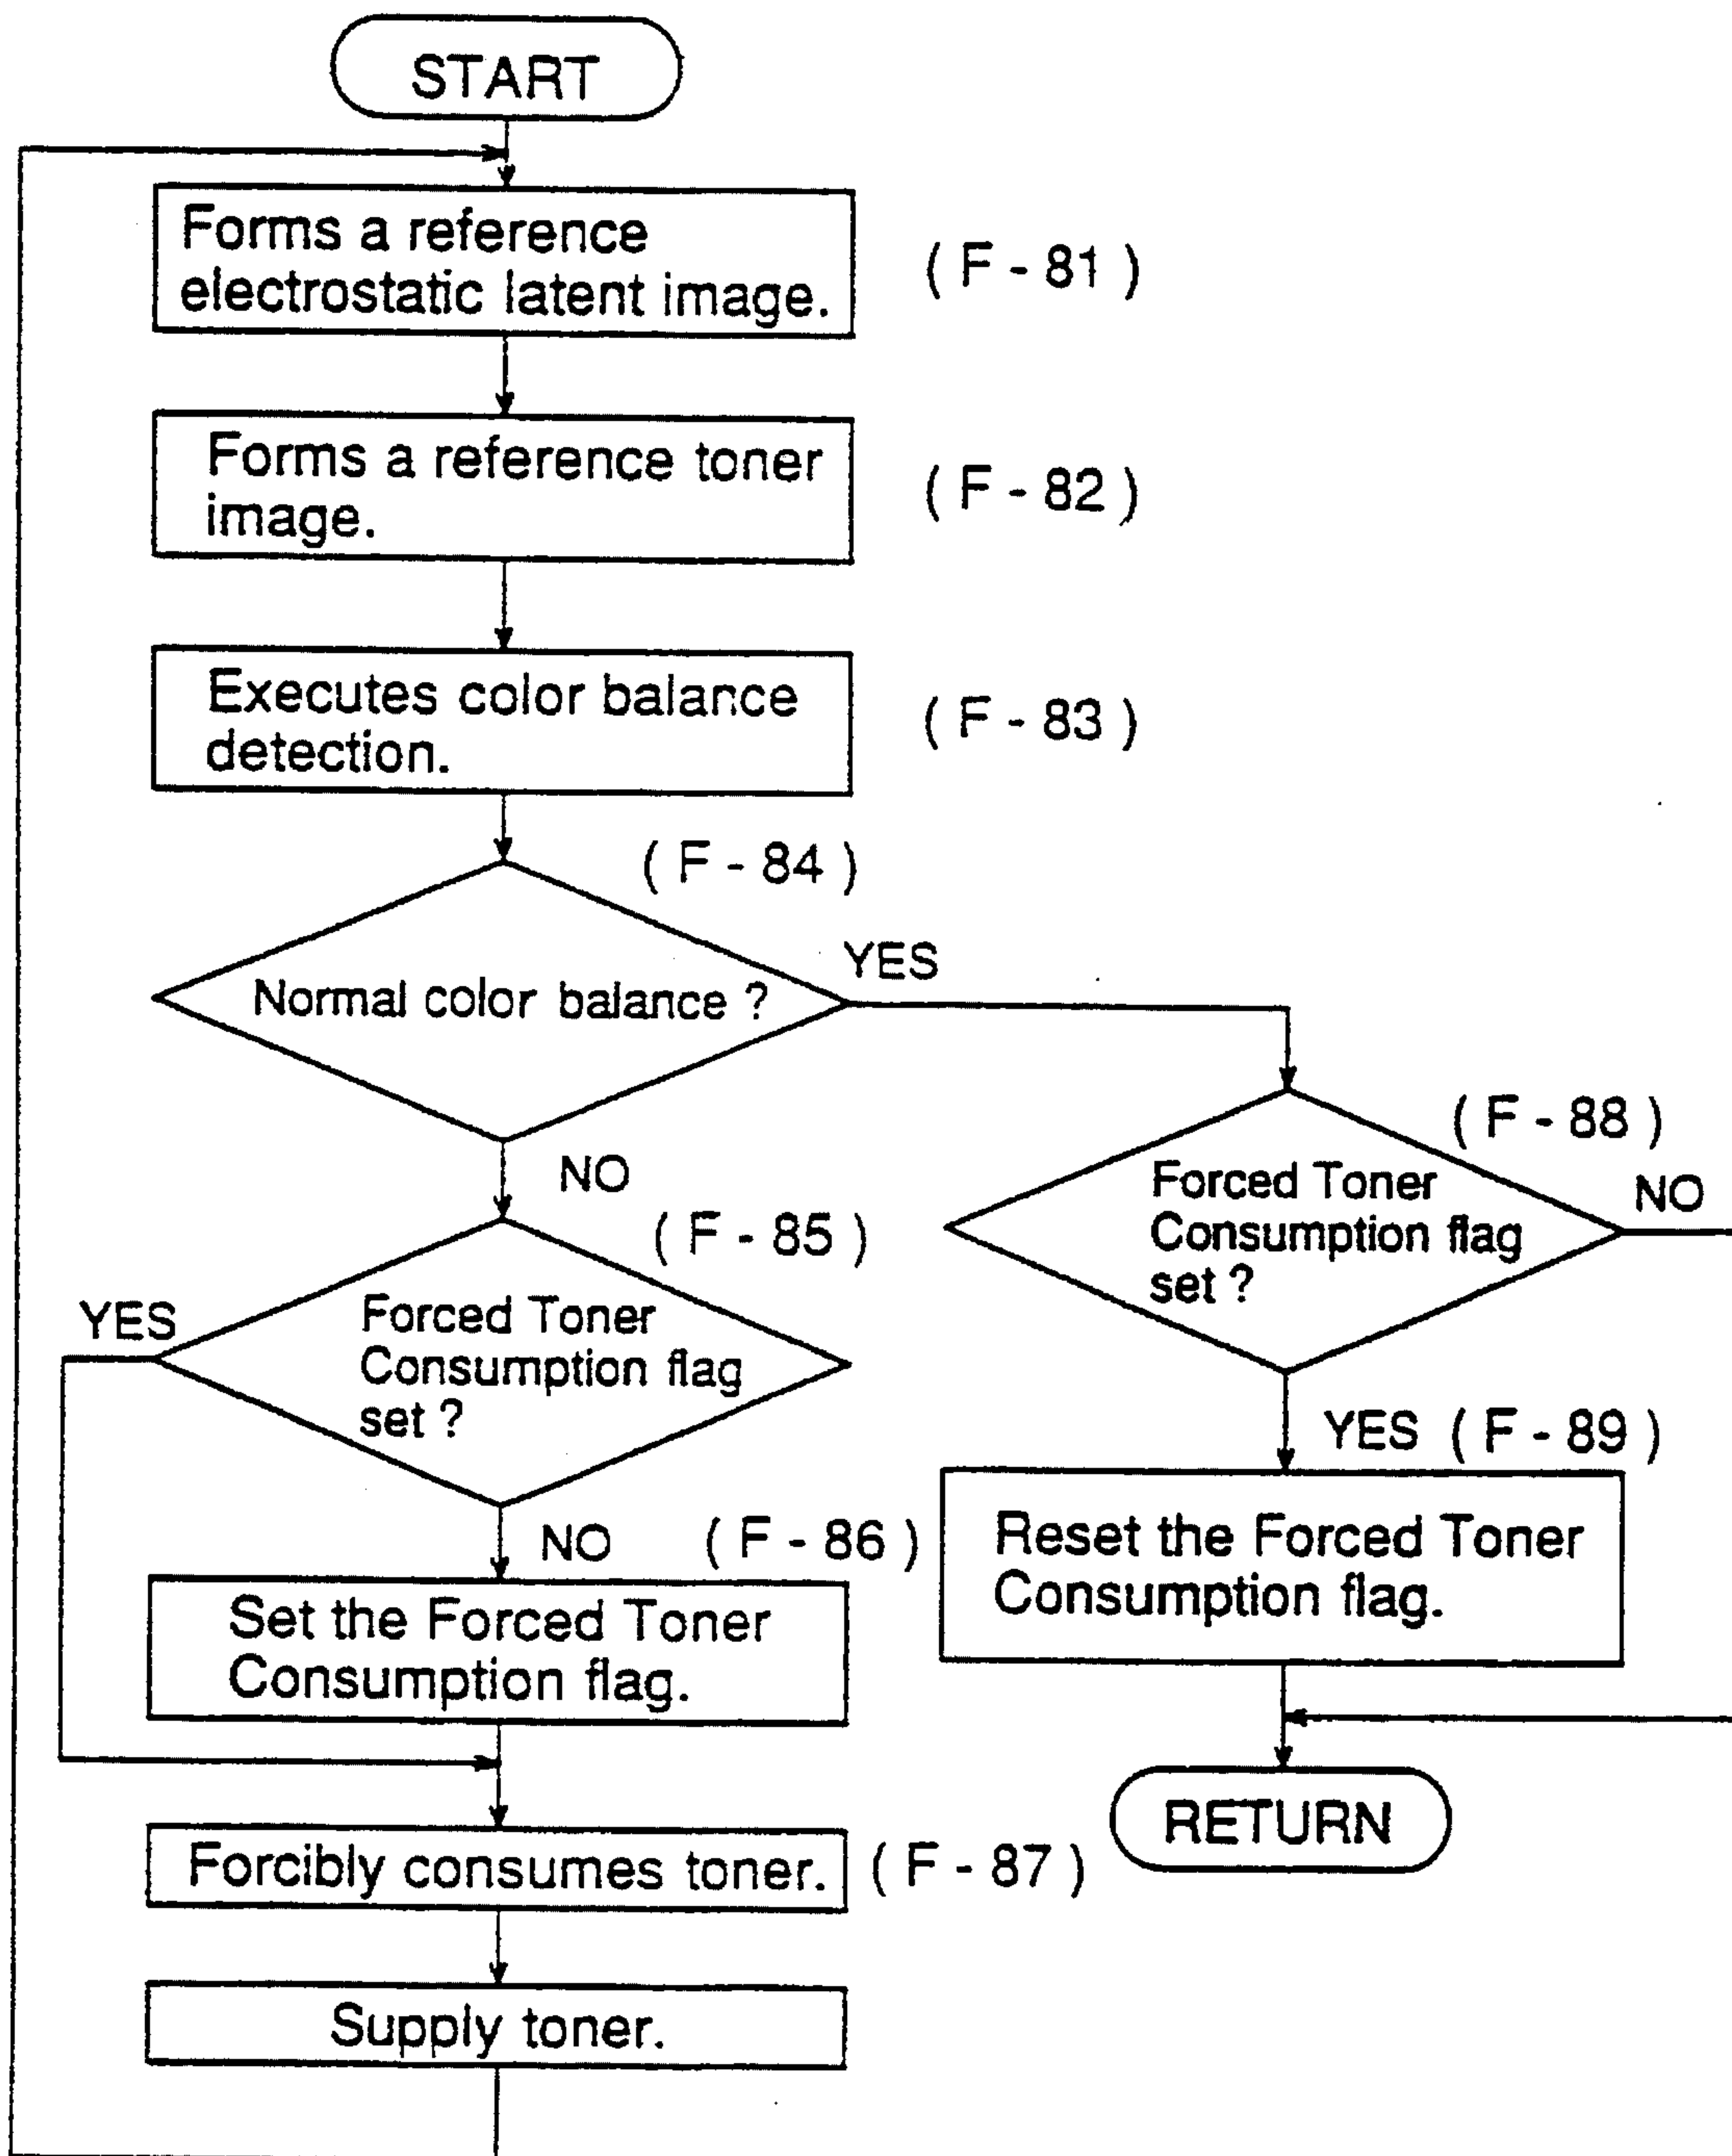 START
Forms a reference
electrostatic latent image.
( F - 81 )
Forms a reference toner
image.
( F - 82 )
Executes color balance
detection.
( F - 83 )
( F - 84 )
Normal color balance ?
YES
NO
( F - 88 )
Forced Toner
Consumption flag
set ?
NO
( F - 85 )
YES
Forced Toner
Consumption flag
set ?
YES ( F - 89 )
Reset the Forced Toner
Consumption flag.
NO
( F - 86 )
Set the Forced Toner
Consumption flag.
RETURN
Forcibly consumes toner.
( F - 87 )
Supply toner.